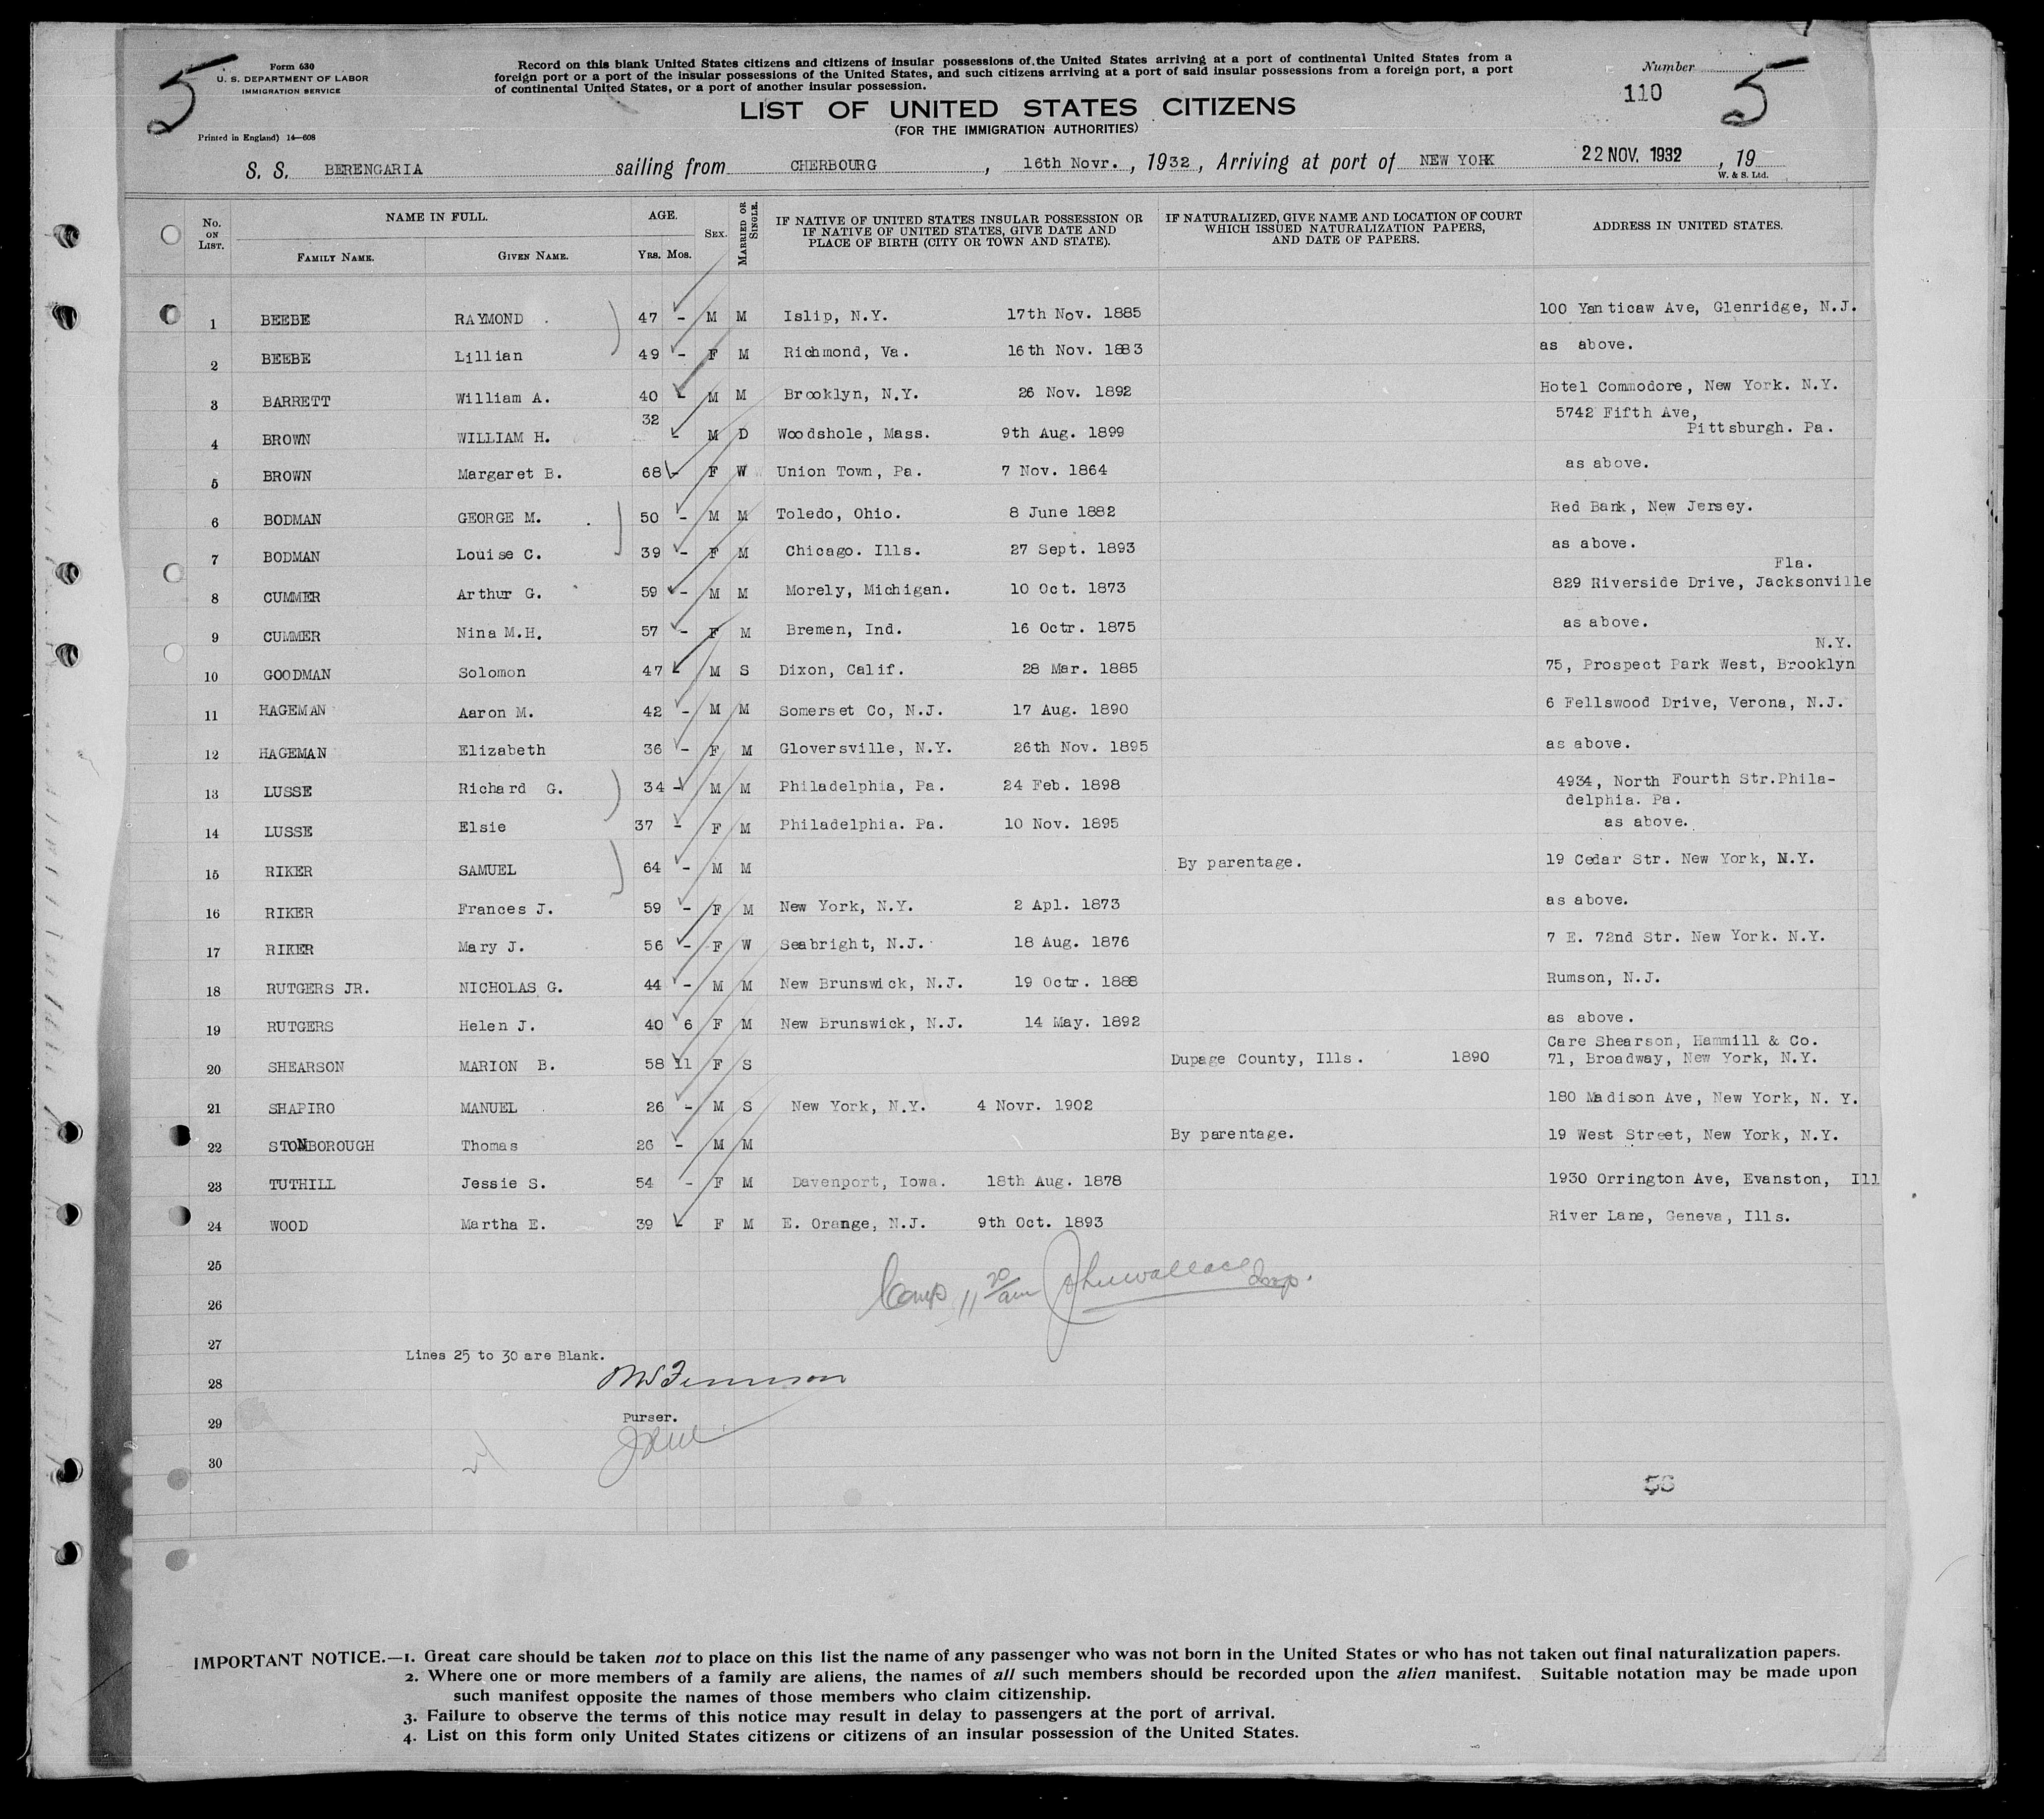 5
Form 630
U. S. DEPARTMENT OF LABOR
IMMIGRATION SERVICE
Printed in England) 14—608
Record on this blank United States citizens and citizens of insular possessions of the United States arriving at a port of continental United States from a
foreign port or a port of the insular possessions of the United States, and such citizens arriving at a port of said insular possessions from a foreign port, a port
of continental United States, or a port of another insular possession.
Number
110 5
LIST OF UNITED STATES CITIZENS
(FOR THE IMMIGRATION AUTHORITIES)
S. S. BERENGARIA sailing from CHERBOURG, 16th Novr., 1932, Arriving at port of NEW YORK 22 NOV. 1932, 19
W. & S. Ltd.
No. ON LIST. NAME IN FULL. FAMILY NAME. GIVEN NAME. AGE. YRS. MOS. SEX. MARRIED OR SINGLE. IF NATIVE OF UNITED STATES INSULAR POSSESSION OR IF NATIVE OF UNITED STATES, GIVE DATE AND PLACE OF BIRTH (CITY OR TOWN AND STATE). IF NATURALIZED, GIVE NAME AND LOCATION OF COURT WHICH ISSUED NATURALIZATION PAPERS, AND DATE OF PAPERS. ADDRESS IN UNITED STATES.
1 BEEBE RAYMOND 47 - M M Islip, N.Y. 17th Nov. 1885 100 Yanticaw Ave, Glenridge, N.J.
2 BEEBE Lillian 49 - F M Richmond, Va. 16th Nov. 1883 as above.
3 BARRETT William A. 40 - M M Brooklyn, N.Y. 26 Nov. 1892 Hotel Commodore, New York. N.Y.
4 BROWN WILLIAM H. 32 - M D Woodshole, Mass. 9th Aug. 1899 5742 Fifth Ave,
Pittsburgh. Pa.
5 BROWN Margaret B. 68 - F W Union Town, Pa. 7 Nov. 1864 as above.
6 BODMAN GEORGE M. 50 - M M Toledo, Ohio. 8 June 1882 Red Bank, New Jersey.
7 BODMAN Louise C. 39 - F M Chicago. Ills. 27 Sept. 1893 as above.
Fla.
8 CUMMER Arthur G. 59 - M M Morely, Michigan. 10 Oct. 1873 829 Riverside Drive, Jacksonville
9 CUMMER Nina M.H. 57 - F M Bremen, Ind. 16 Octr. 1875 as above.
N.Y.
10 GOODMAN Solomon 47 - M S Dixon, Calif. 28 Mar. 1885 75, Prospect Park West, Brooklyn
11 HAGEMAN Aaron M. 42 - M M Somerset Co, N.J. 17 Aug. 1890 6 Fellswood Drive, Verona, N.J.
12 HAGEMAN Elizabeth 36 - F M Gloversville, N.Y. 26th Nov. 1895 as above.
13 LUSSE Richard G. 34 - M M Philadelphia, Pa. 24 Feb. 1898 4934, North Fourth Str.Phila-
delphia. Pa.
14 LUSSE Elsie 37 - F M Philadelphia. Pa. 10 Nov. 1895 as above.
15 RIKER SAMUEL 64 - M M By parentage. 19 Cedar Str. New York, N.Y.
16 RIKER Frances J. 59 - F M New York, N.Y. 2 Apl. 1873 as above.
17 RIKER Mary J. 56 - F W Seabright, N.J. 18 Aug. 1876 7 E. 72nd Str. New York. N.Y.
18 RUTGERS JR. NICHOLAS G. 44 - M M New Brunswick, N.J. 19 Octr. 1888 Rumson, N.J.
19 RUTGERS Helen J. 40 6 F M New Brunswick, N.J. 14 May. 1892 as above.
Care Shearson, Hammill & Co.
20 SHEARSON MARION B. 58 11 F S Dupage County, Ills. 1890 71, Broadway, New York, N.Y.
21 SHAPIRO MANUEL 26 - M S New York, N.Y. 4 Novr. 1902 180 Madison Ave, New York, N. Y.
22 STONBOROUGH Thomas 26 - M M By parentage. 19 West Street, New York, N.Y.
23 TUTHILL Jessie S. 54 - F M Davenport, Iowa. 18th Aug. 1878 1930 Orrington Ave, Evanston, Ill
24 WOOD Martha E. 39 - F M E. Orange, N.J. 9th Oct. 1893 River Lane, Geneva, Ills.
25
26 Comp 11 20/am John Wallace Insp.
27
Lines 25 to 30 are Blank.
28
29 Purser.
30
56
IMPORTANT NOTICE.—1. Great care should be taken not to place on this list the name of any passenger who was not born in the United States or who has not taken out final naturalization papers.
2. Where one or more members of a family are aliens, the names of all such members should be recorded upon the alien manifest. Suitable notation may be made upon
such manifest opposite the names of those members who claim citizenship.
3. Failure to observe the terms of this notice may result in delay to passengers at the port of arrival.
4. List on this form only United States citizens or citizens of an insular possession of the United States.